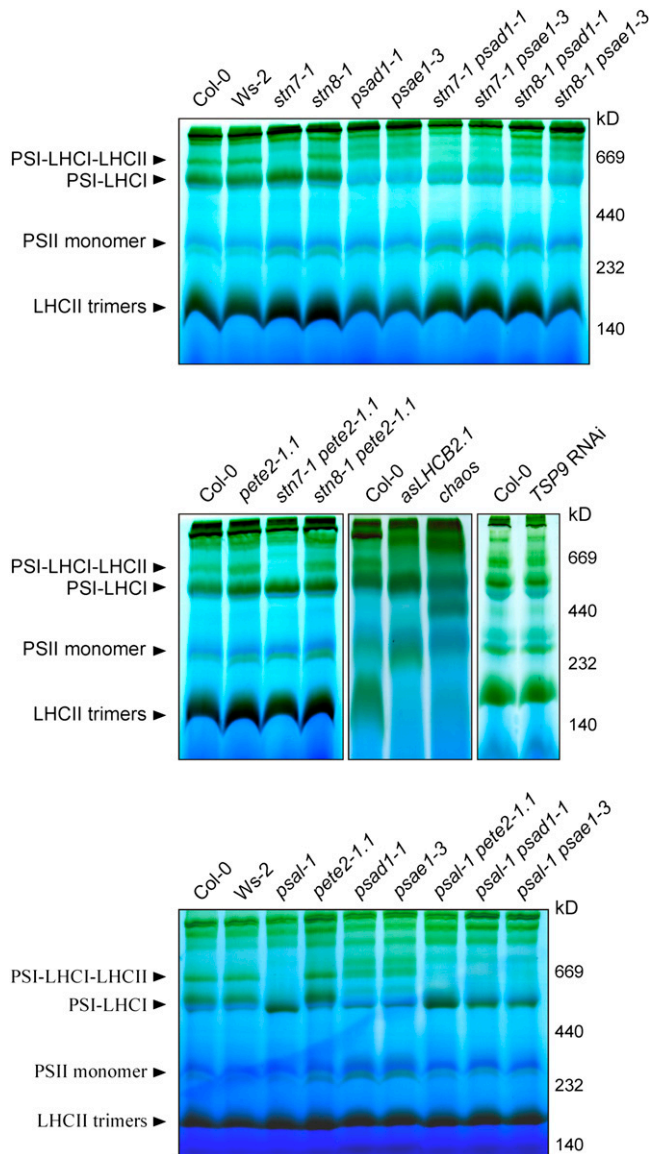 Col-0
Ws-2
stn7-1
stn8-1
psad1-1
psae1-3
stn7-1 psad1-1
stn7-1 psae1-3
stn8-1 psad1-1
stn8-1 psae1-3
kD
PSI-LHCI-LHCII
669
PSI-LHCI
440
PSII monomer
232
LHCII trimers
140
Col-0
pete2-1.1
stn7-1 pete2-1.1
stn8-1 pete2-1.1
Col-0
asLHCB2.1
chaos
Col-0
TSP9 RNAi
kD
PSI-LHCI-LHCII
669
PSI-LHCI
440
PSII monomer
232
LHCII trimers
140
Col-0
Ws-2
psal-1
pete2-1.1
psad1-1
psae1-3
psal-1 pete2-1.1
psal-1 psad1-1
psal-1 psae1-3
kD
PSI-LHCI-LHCII
669
PSI-LHCI
440
PSII monomer
232
LHCII trimers
140